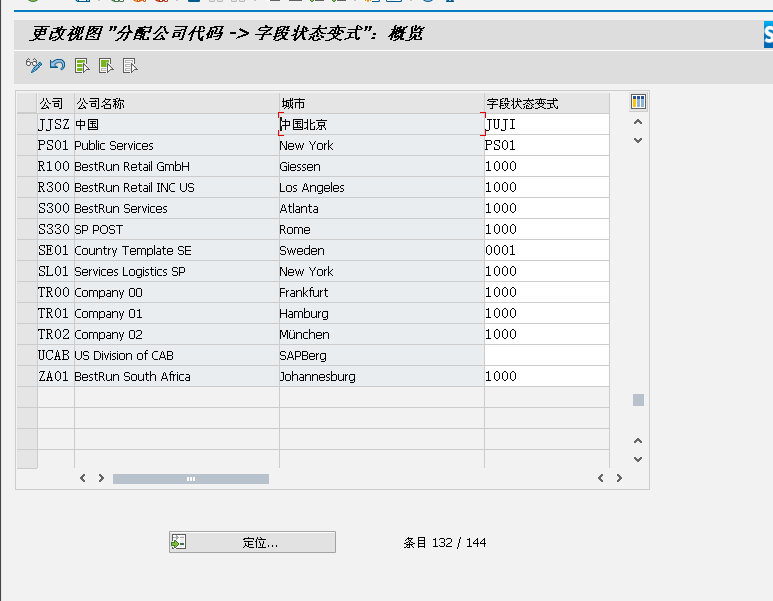 更改视图 "分配公司代码 -> 字段状态变式": 概览
公司 公司名称 城市 字段状态变式
JJSZ 中国 中国北京 JUJI
PS01 Public Services New York PS01
R100 BestRun Retail GmbH Giessen 1000
R300 BestRun Retail INC US Los Angeles 1000
S300 BestRun Services Atlanta 1000
S330 SP POST Rome 1000
SE01 Country Template SE Sweden 0001
SL01 Services Logistics SP New York 1000
TR00 Company 00 Frankfurt 1000
TR01 Company 01 Hamburg 1000
TR02 Company 02 München 1000
UCAB US Division of CAB SAPBerg
ZA01 BestRun South Africa Johannesburg 1000
定位... 条目 132 / 144